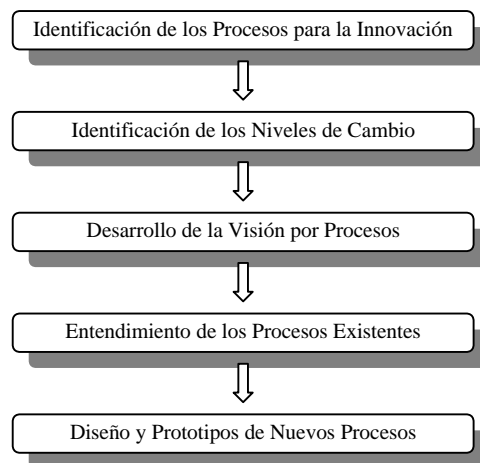 Identificación de los Procesos para la Innovación
Identificación de los Niveles de Cambio
Desarrollo de la Visión por Procesos
Entendimiento de los Procesos Existentes
Diseño y Prototipos de Nuevos Procesos